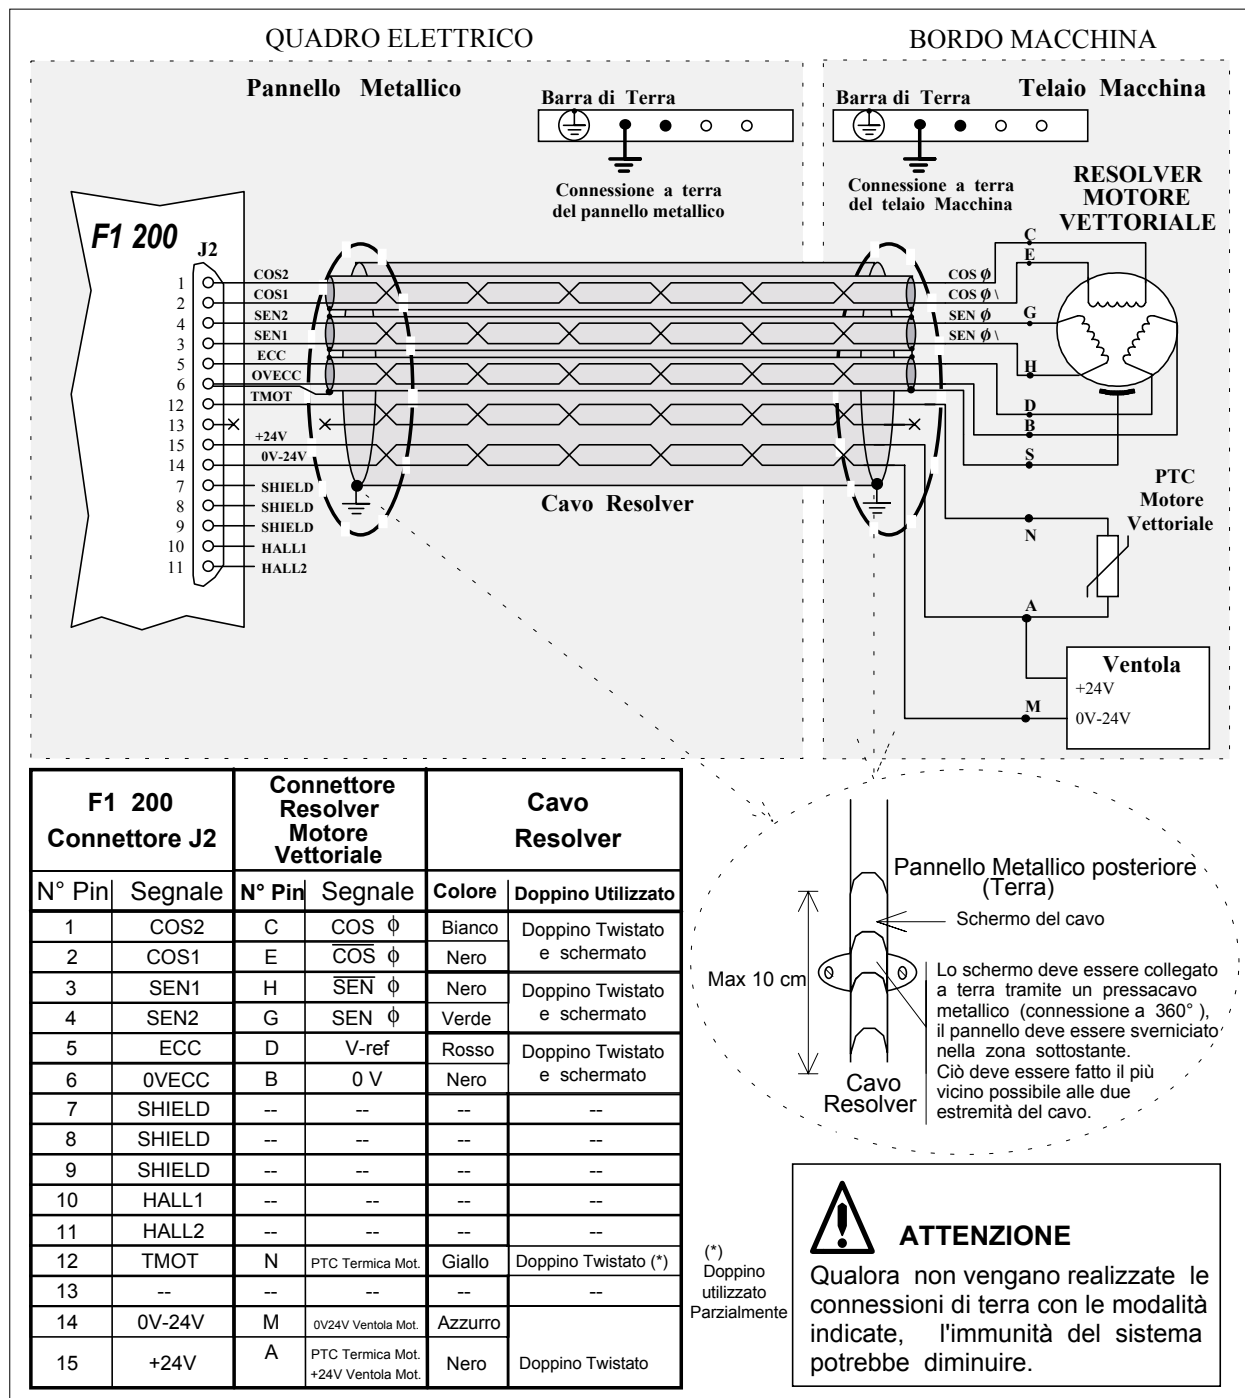 QUADRO ELETTRICO
BORDO MACCHINA
Pannello Metallico
Telaio Macchina
Barra di Terra
Barra di Terra
Connessione a terra
del pannello metallico
Connessione a terra
del telaio Macchina
RESOLVER
MOTORE
VETTORIALE
F1 200
J2
1 COS2
2 COS1
4 SEN2
3 SEN1
5 ECC
6 OVECC
12 TMOT
13
15 +24V
14 0V-24V
7 SHIELD
8 SHIELD
9 SHIELD
10 HALL1
11 HALL2
COS ϕ
COS ϕ \
SEN ϕ
SEN ϕ \
C
E
G
H
D
B
S
N
A
M
Cavo Resolver
PTC
Motore
Vettoriale
Ventola
+24V
0V-24V
F1 200
Connettore J2
Connettore
Resolver
Motore
Vettoriale
Cavo
Resolver
N° Pin Segnale N° Pin Segnale Colore Doppino Utilizzato
1 COS2 C COS ϕ Bianco Doppino Twistato
2 COS1 E C̅O̅S̅ ϕ Nero e schermato
3 SEN1 H S̅E̅N̅ ϕ Nero Doppino Twistato
4 SEN2 G SEN ϕ Verde e schermato
5 ECC D V-ref Rosso Doppino Twistato
6 0VECC B 0 V Nero e schermato
7 SHIELD -- -- -- --
8 SHIELD -- -- -- --
9 SHIELD -- -- -- --
10 HALL1 -- -- -- --
11 HALL2 -- -- -- --
12 TMOT N PTC Termica Mot. Giallo Doppino Twistato (*)
13 -- -- -- -- --
14 0V-24V M 0V24V Ventola Mot. Azzurro
15 +24V A PTC Termica Mot. Nero Doppino Twistato
+24V Ventola Mot.
(*)
Doppino
utilizzato
Parzialmente
Pannello Metallico posteriore
(Terra)
Schermo del cavo
Max 10 cm
Lo schermo deve essere collegato
a terra tramite un pressacavo
metallico (connessione a 360° ),
il pannello deve essere sverniciato
nella zona sottostante.
Ciò deve essere fatto il più
vicino possibile alle due
estremità del cavo.
Cavo
Resolver
ATTENZIONE
Qualora non vengano realizzate le
connessioni di terra con le modalità
indicate, l'immunità del sistema
potrebbe diminuire.